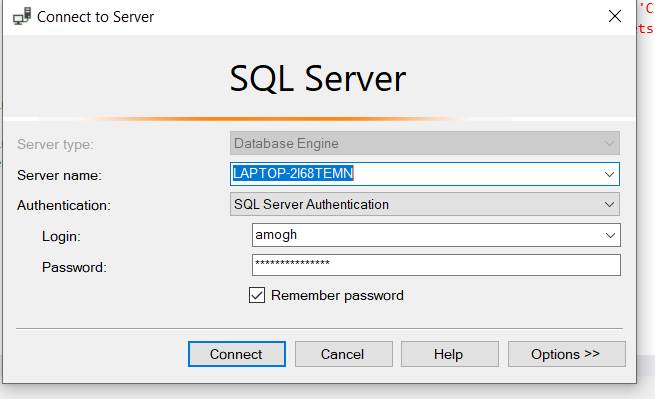 Connect to Server
'C
ets
SQL Server
Server type: Database Engine
Server name: LAPTOP-2I68TEMN
Authentication: SQL Server Authentication
Login: amogh
Password: ***************
Remember password
Connect Cancel Help Options >>